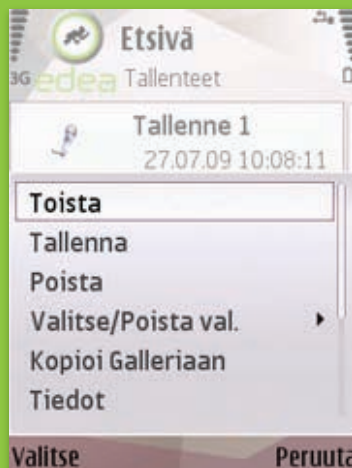 Etsivä
3G edea Tallenteet
Tallenne 1
27.07.09 10:08:11
Toista
Tallenna
Poista
Valitse/Poista val.
Kopioi Galleriaan
Tiedot
Valitse Peruuta